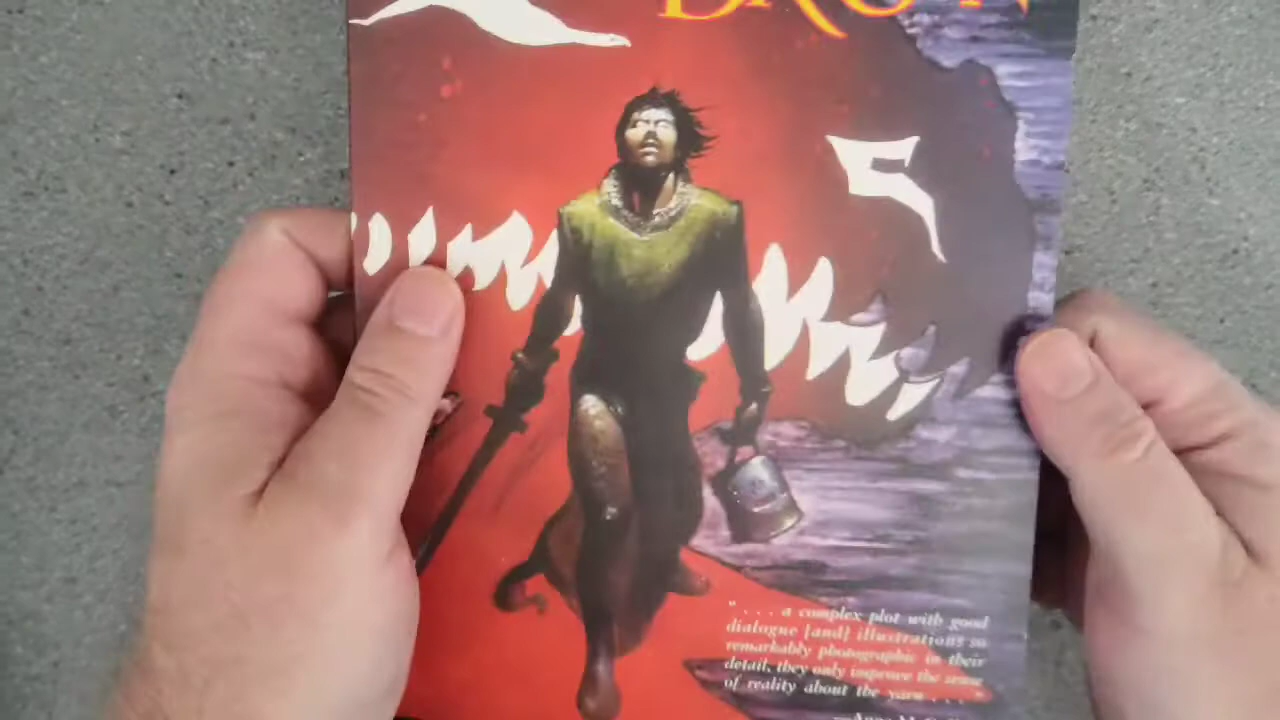 " . . . a complex plot with good
dialogue [and] illustrations so
remarkably photographic in their
detail, they only improve the sense
of reality about the yarn . . . . "